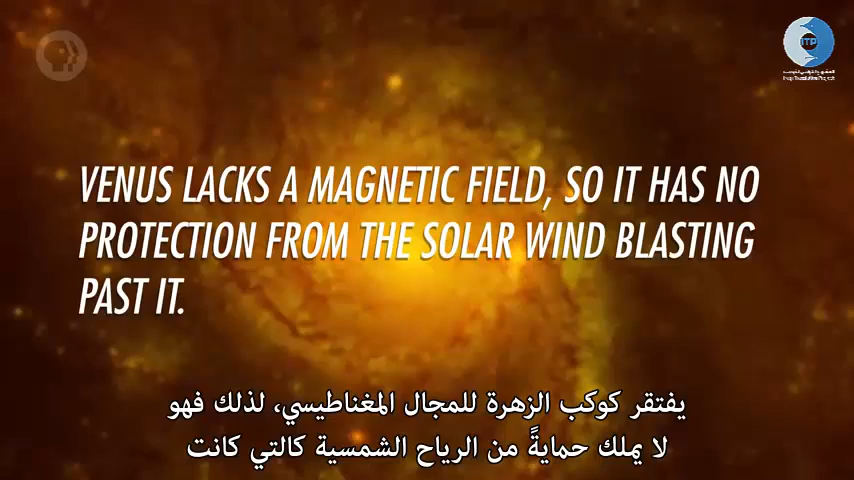 ITP
VENUS LACKS A MAGNETIC FIELD, SO IT HAS NO
PROTECTION FROM THE SOLAR WIND BLASTING
PAST IT.
يفتقر كوكب الزهرة للمجال المغناطيسي، لذلك فهو
لا يملك حمايةً من الرياح الشمسية كالتي كانت